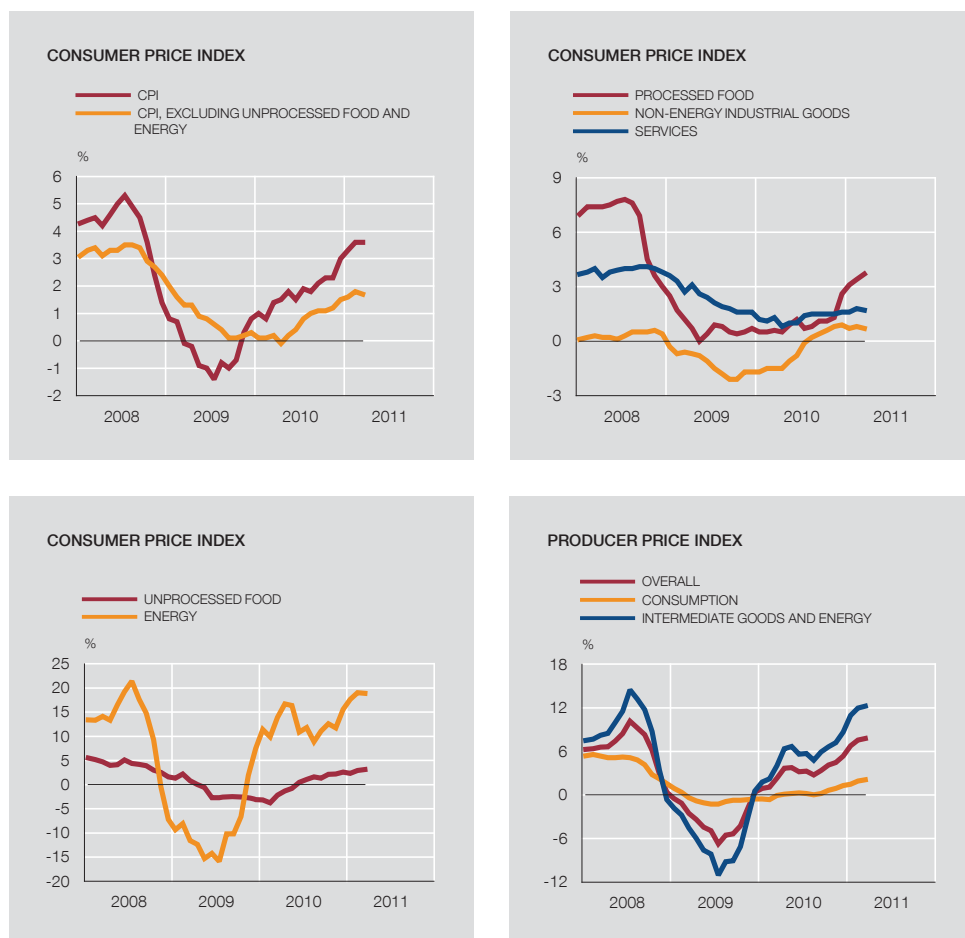 CONSUMER PRICE INDEX
CPI
CPI, EXCLUDING UNPROCESSED FOOD AND
ENERGY
%
6
5
4
3
2
1
0
-1
-2
2008 2009 2010 2011
CONSUMER PRICE INDEX
PROCESSED FOOD
NON-ENERGY INDUSTRIAL GOODS
SERVICES
%
9
6
3
0
-3
2008 2009 2010 2011
CONSUMER PRICE INDEX
UNPROCESSED FOOD
ENERGY
%
25
20
15
10
5
0
-5
-10
-15
-20
2008 2009 2010 2011
PRODUCER PRICE INDEX
OVERALL
CONSUMPTION
INTERMEDIATE GOODS AND ENERGY
%
18
12
6
0
-6
-12
2008 2009 2010 2011